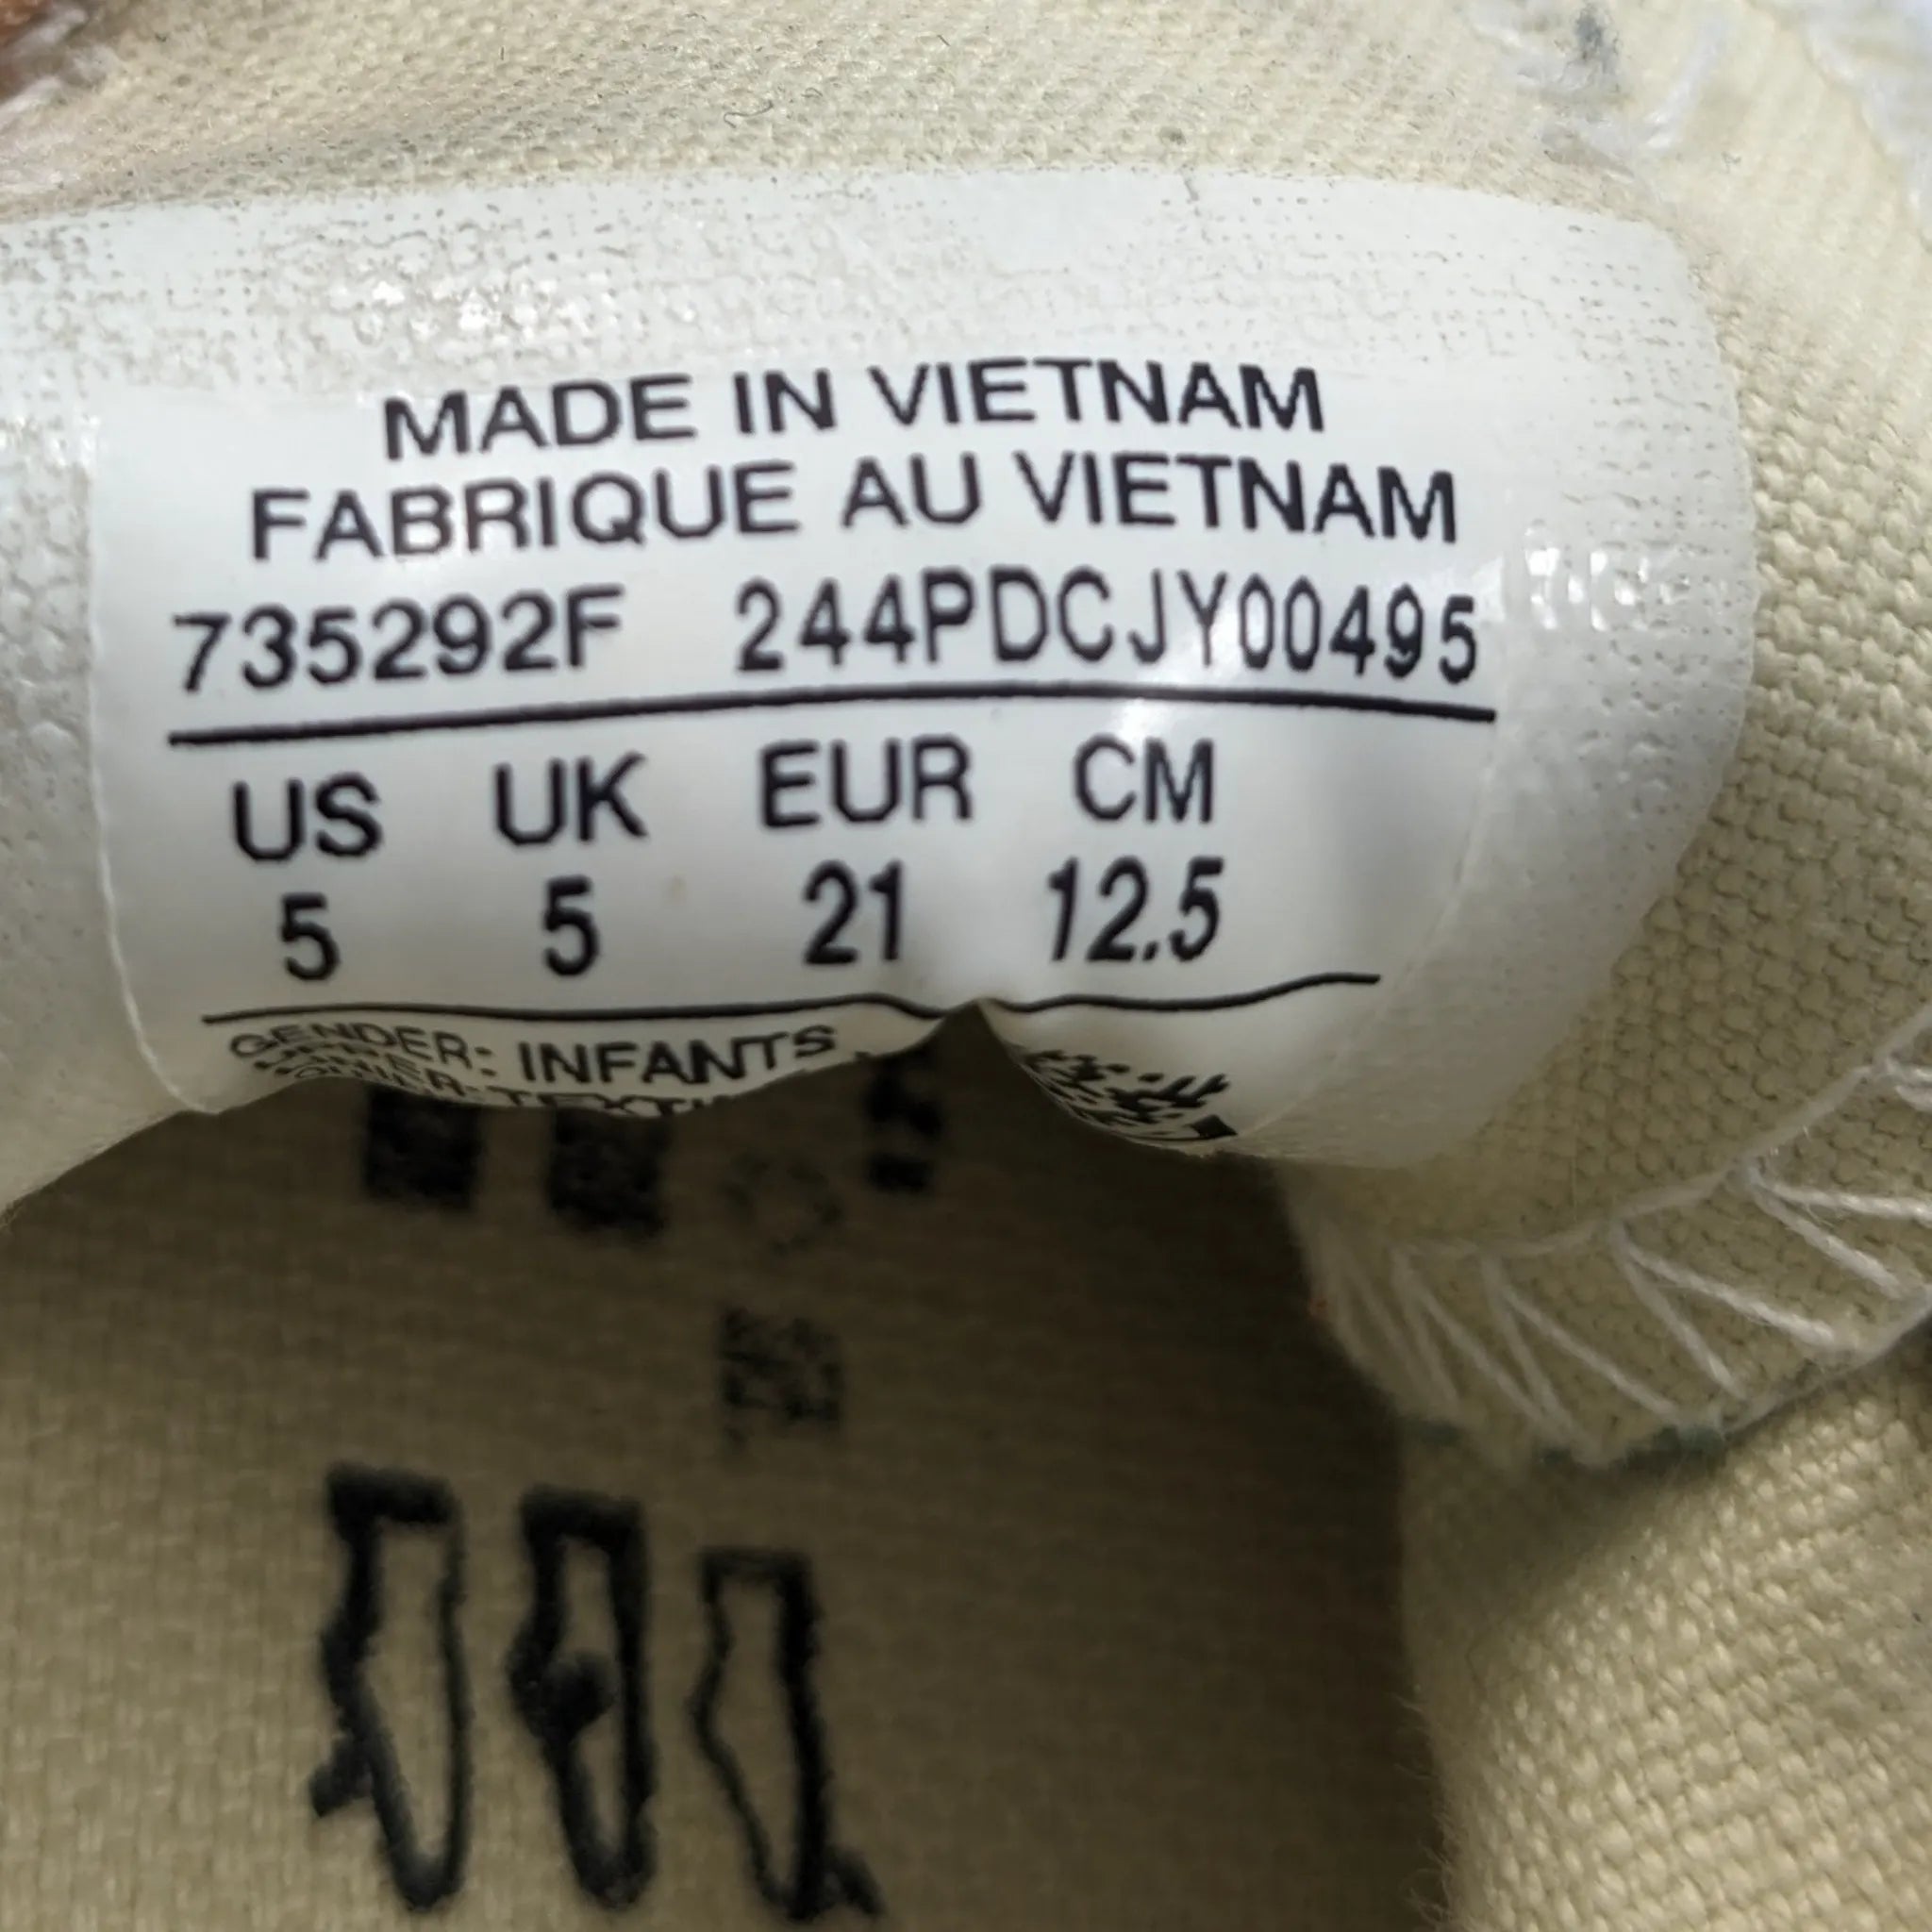 MADE IN VIETNAM
FABRIQUE AU VIETNAM
735292F 244PDCJY00495
US UK EUR CM
5 5 21 12.5
GENDER: INFANTS